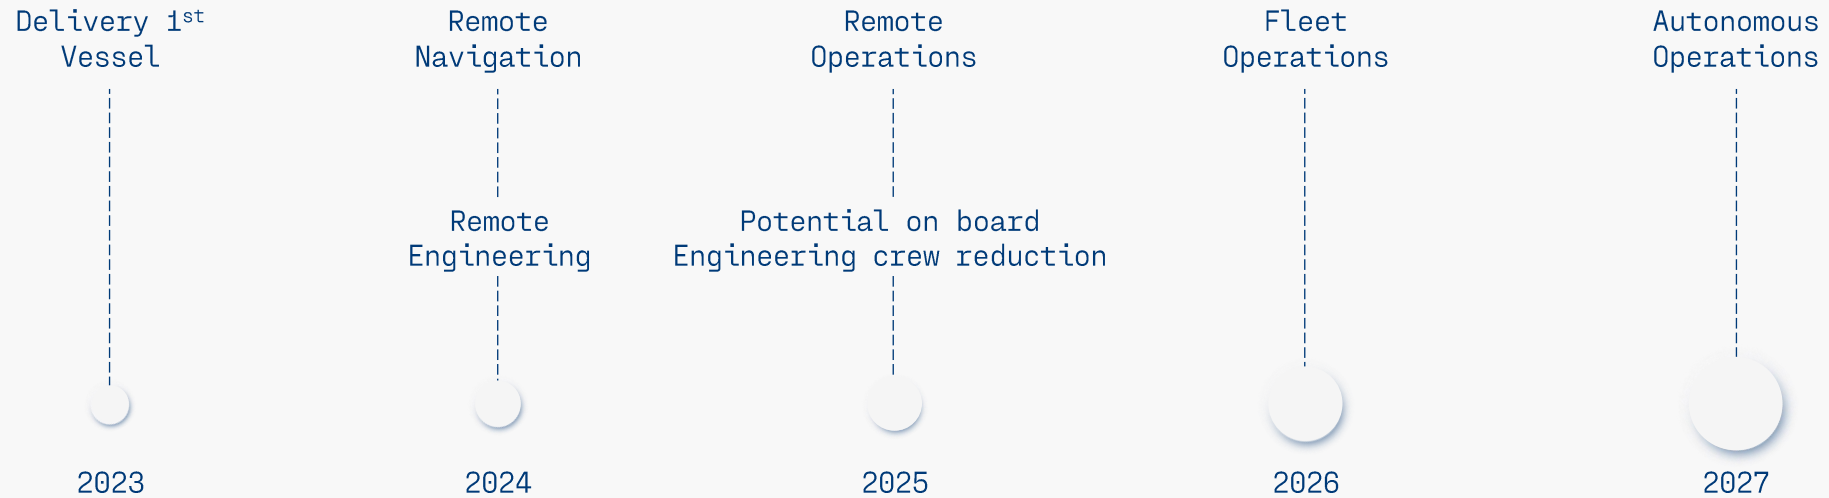 Delivery 1st
Vessel
Remote
Navigation
Remote
Operations
Fleet
Operations
Autonomous
Operations
Remote
Engineering
Potential on board
Engineering crew reduction
2023
2024
2025
2026
2027